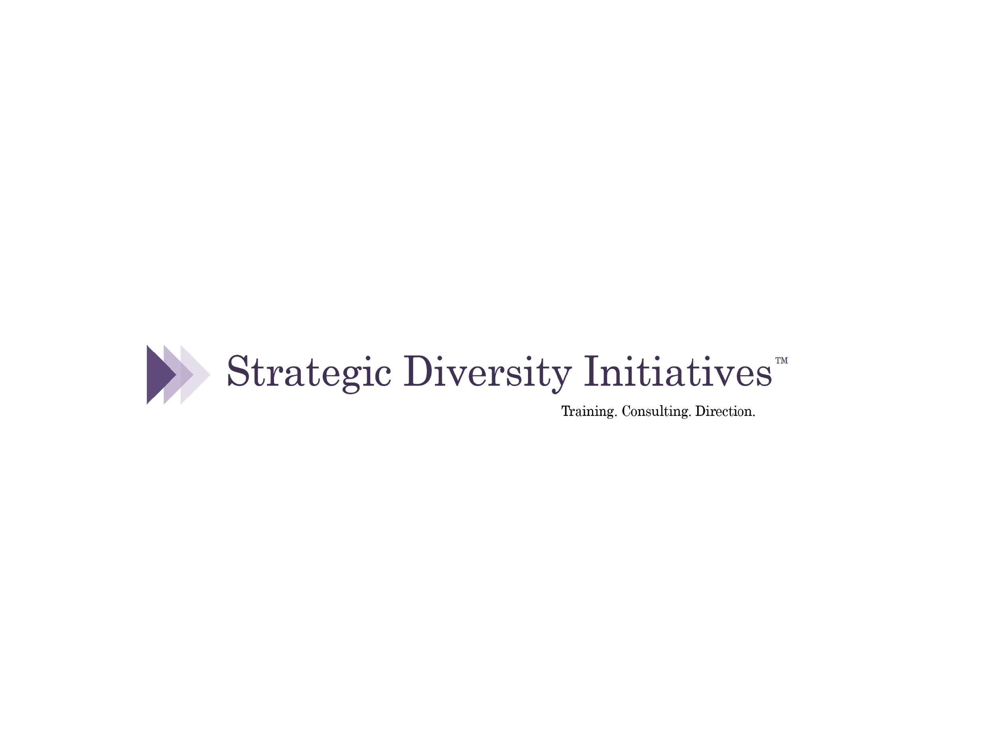 Strategic Diversity Initiatives™
Training. Consulting. Direction.